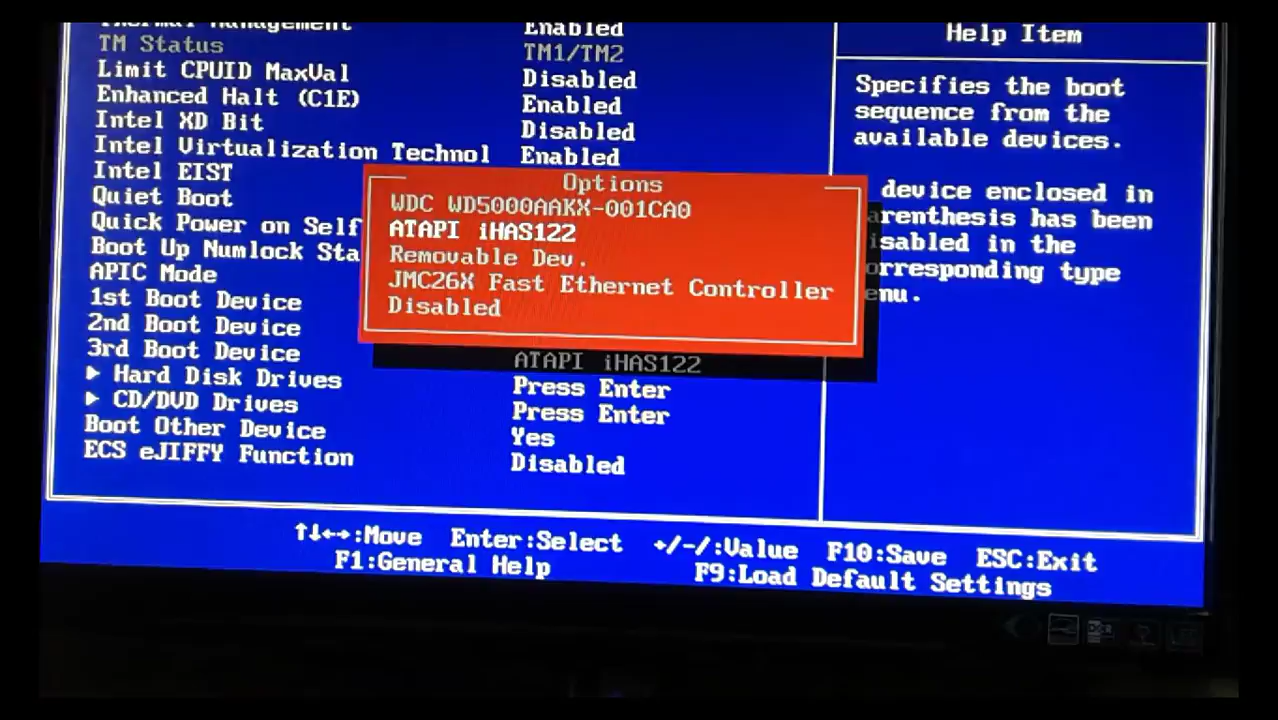 Thermal Management Enabled
TM Status TM1/TM2
Limit CPUID MaxVal Disabled
Enhanced Halt (C1E) Enabled
Intel XD Bit Disabled
Intel Virtualization Technol Enabled
Intel EIST
Quiet Boot
Quick Power on Self
Boot Up Numlock Sta
APIC Mode
1st Boot Device
2nd Boot Device
3rd Boot Device ATAPI iHAS122
Hard Disk Drives Press Enter
CD/DVD Drives Press Enter
Boot Other Device Yes
ECS eJIFFY Function Disabled
Options
WDC WD5000AAKX-001CA0
ATAPI iHAS122
Removable Dev.
JMC26X Fast Ethernet Controller
Disabled
Help Item
Specifies the boot
sequence from the
available devices.
device enclosed in
arenthesis has been
isabled in the
orresponding type
enu.
↑↓←→:Move Enter:Select +/-/:Value F10:Save ESC:Exit
F1:General Help F9:Load Default Settings